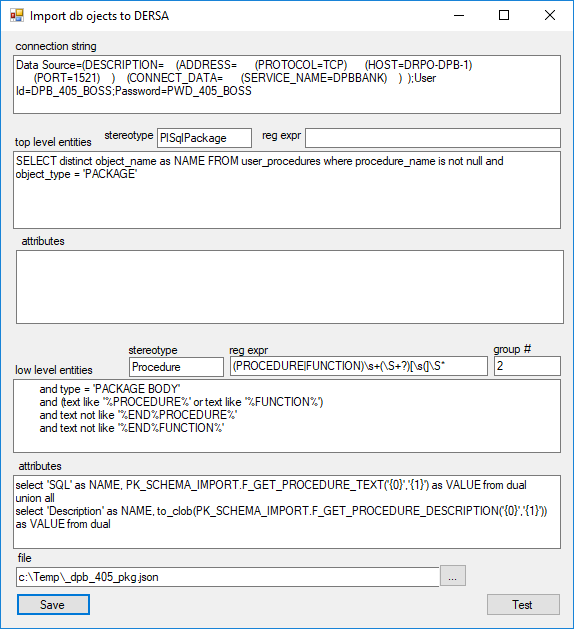 Import db ojects to DERSA
connection string
Data Source=(DESCRIPTION=    (ADDRESS=      (PROTOCOL=TCP)      (HOST=DRPO-DPB-1)
(PORT=1521)    )    (CONNECT_DATA=      (SERVICE_NAME=DPBBANK)    )  );User
Id=DPB_405_BOSS;Password=PWD_405_BOSS
top level entities stereotype PlSqlPackage reg expr
SELECT distinct object_name as NAME FROM user_procedures where procedure_name is not null and
object_type = 'PACKAGE'
attributes
stereotype reg expr group #
low level entities Procedure (PROCEDURE|FUNCTION)\s+(\S+?)[\s(]\S* 2
and type = 'PACKAGE BODY'
and (text like '%PROCEDURE%' or text like '%FUNCTION%')
and text not like '%END%PROCEDURE%'
and text not like '%END%FUNCTION%'
attributes
select 'SQL' as NAME, PK_SCHEMA_IMPORT.F_GET_PROCEDURE_TEXT('{0}','{1}') as VALUE from dual
union all
select 'Description' as NAME, to_clob(PK_SCHEMA_IMPORT.F_GET_PROCEDURE_DESCRIPTION('{0}','{1}'))
as VALUE from dual
file
c:\Temp\_dpb_405_pkg.json ...
Save Test